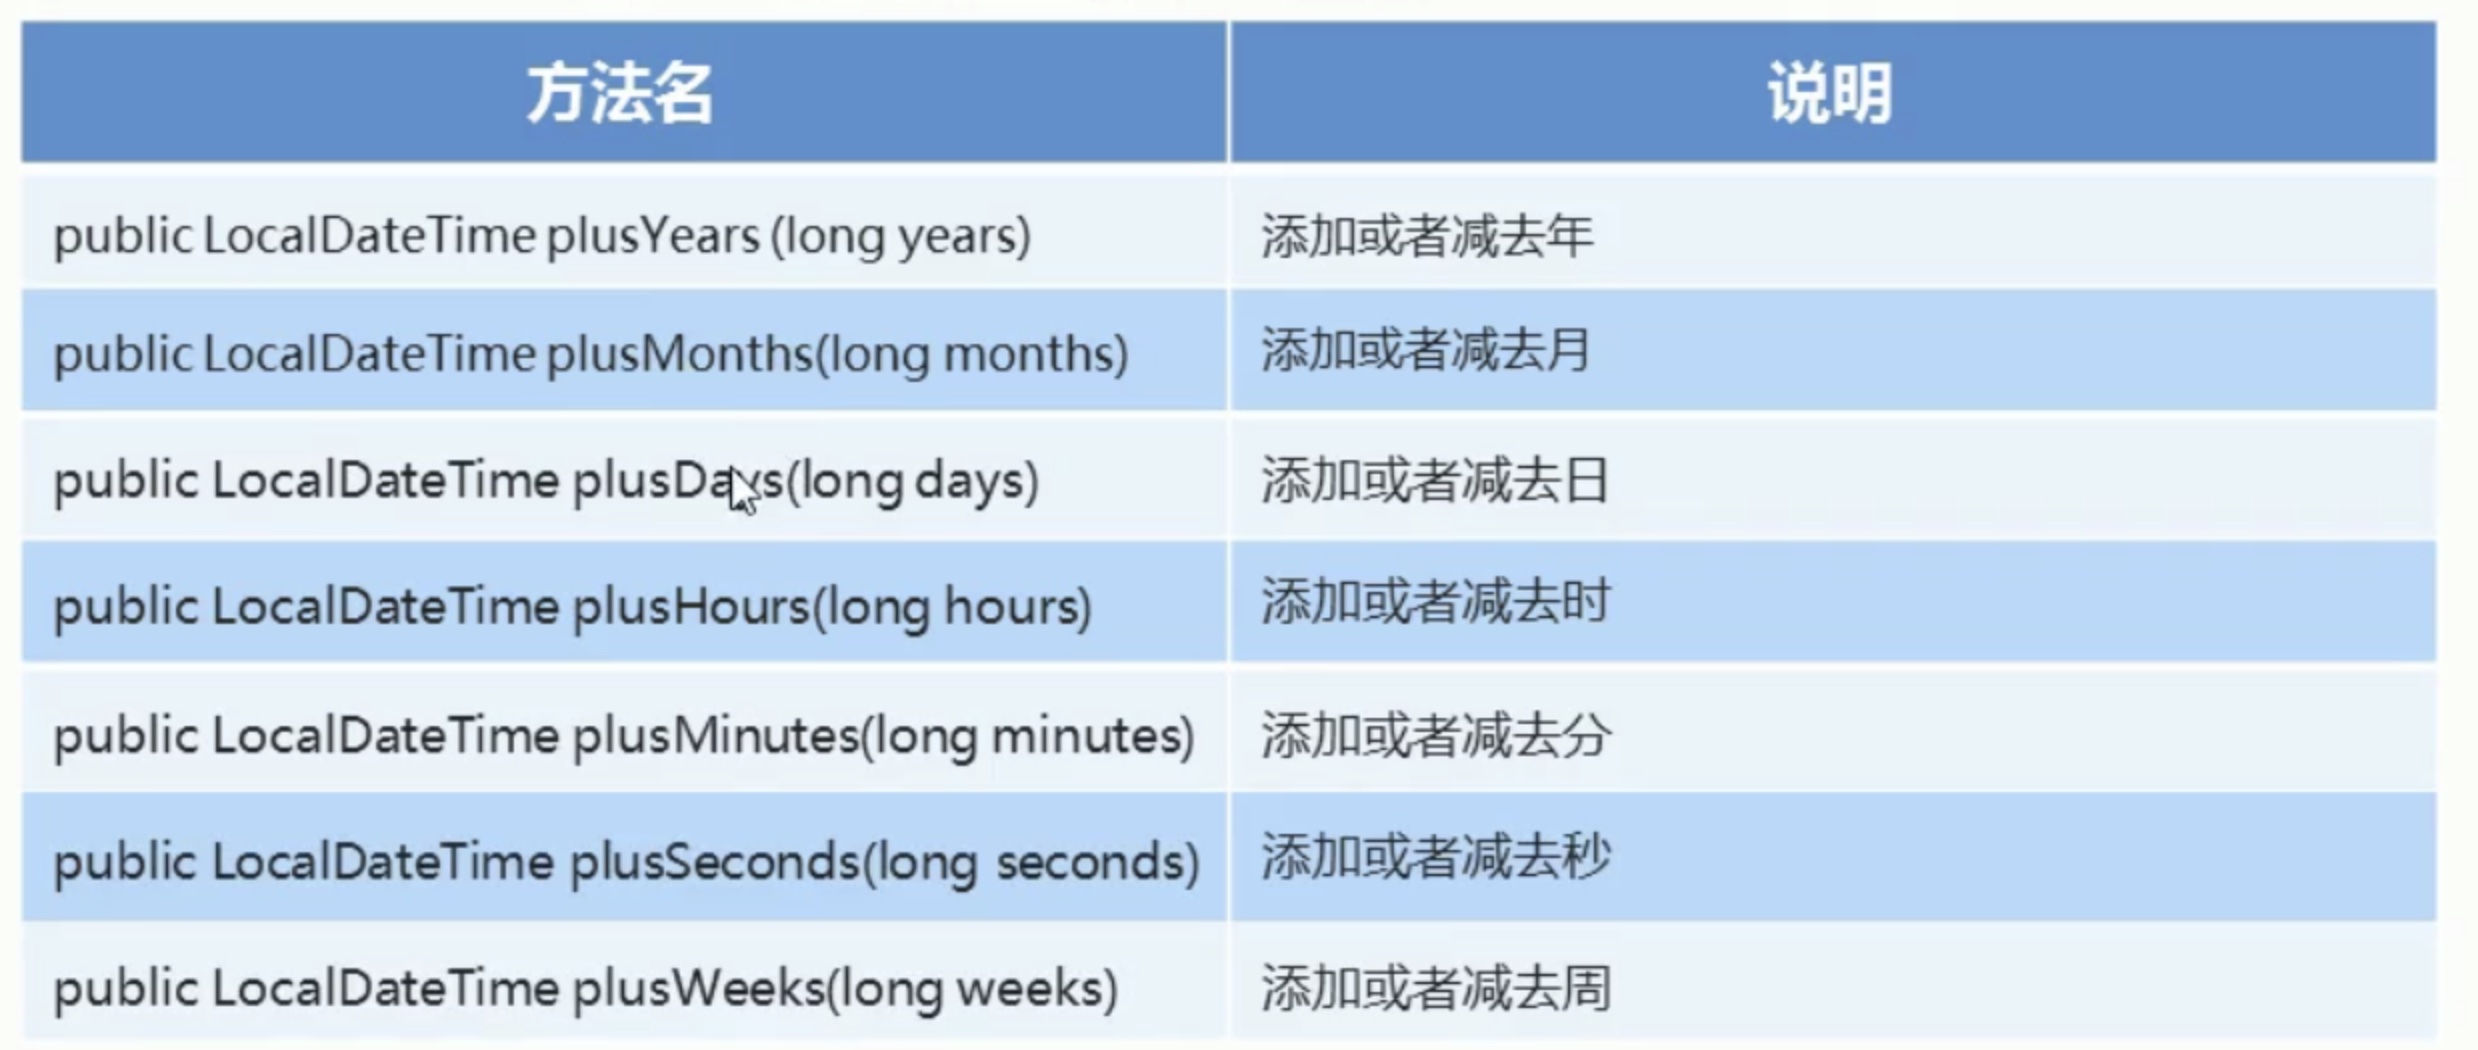 方法名 说明
public LocalDateTime plusYears (long years) 添加或者减去年
public LocalDateTime plusMonths(long months) 添加或者减去月
public LocalDateTime plusDays(long days) 添加或者减去日
public LocalDateTime plusHours(long hours) 添加或者减去时
public LocalDateTime plusMinutes(long minutes) 添加或者减去分
public LocalDateTime plusSeconds(long seconds) 添加或者减去秒
public LocalDateTime plusWeeks(long weeks) 添加或者减去周